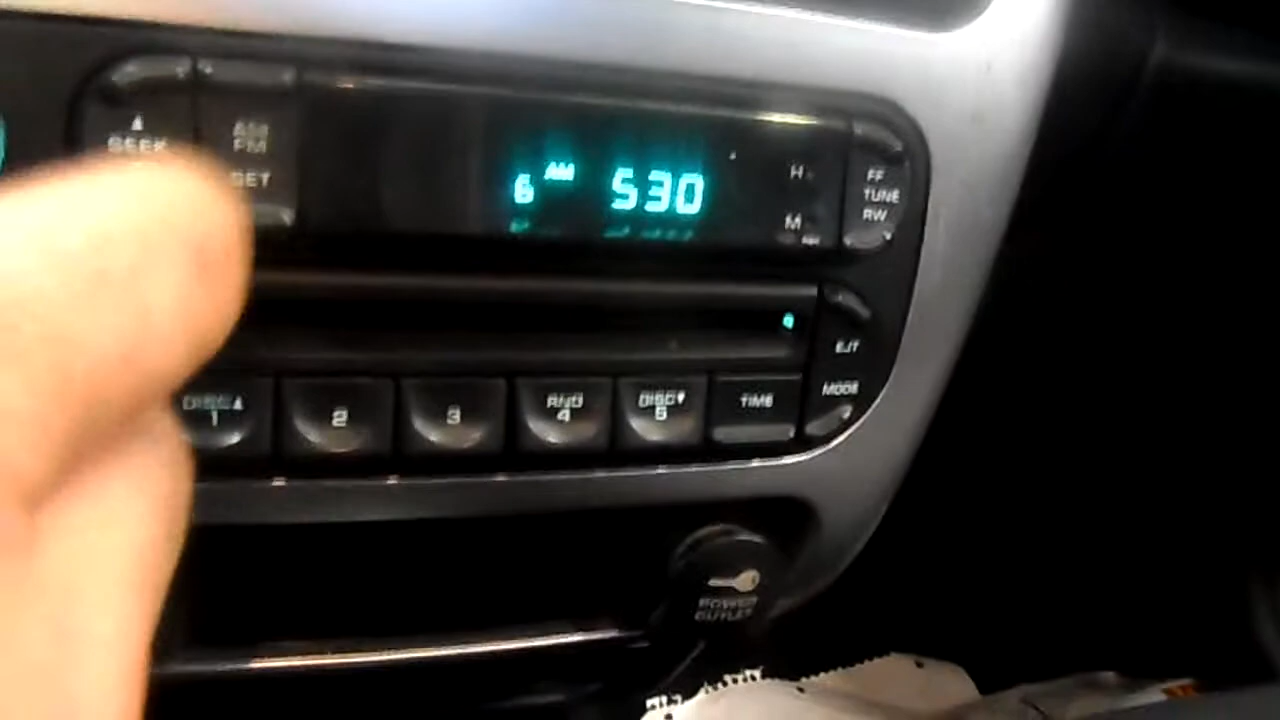 ▲
SEEK
AM
FM
SET
6 AM 530
H
M
FF
TUNE
RW
EJT
DISC▲
1
2
3
RND
4
DISC▼
5
TIME
MODE
POWER
OUTLET